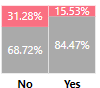 31.28% 15.53%
68.72% 84.47%
No Yes